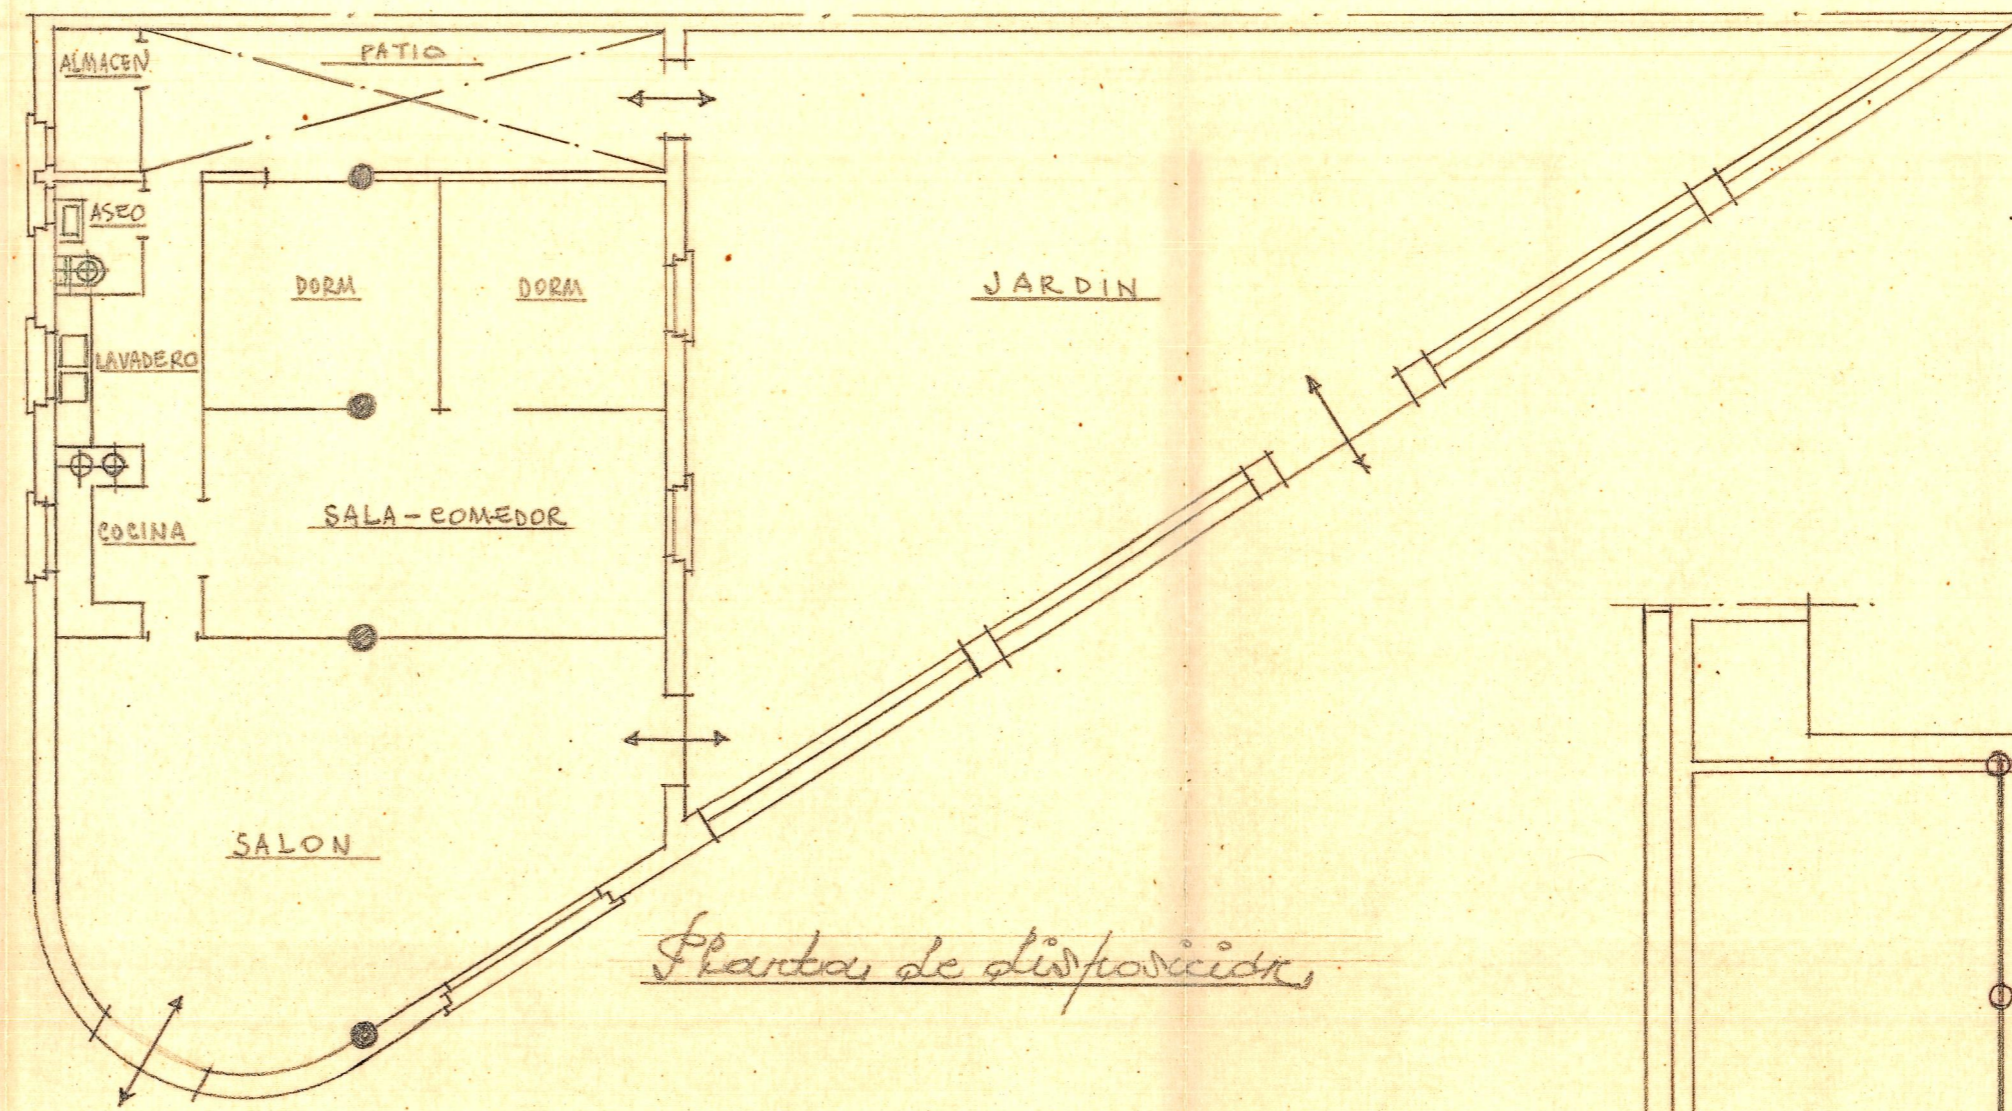 ALMACEN
PATIO
ASEO
DORM
DORM
JARDIN
LAVADERO
SALA-COMEDOR
COCINA
SALON
Planta de disposición